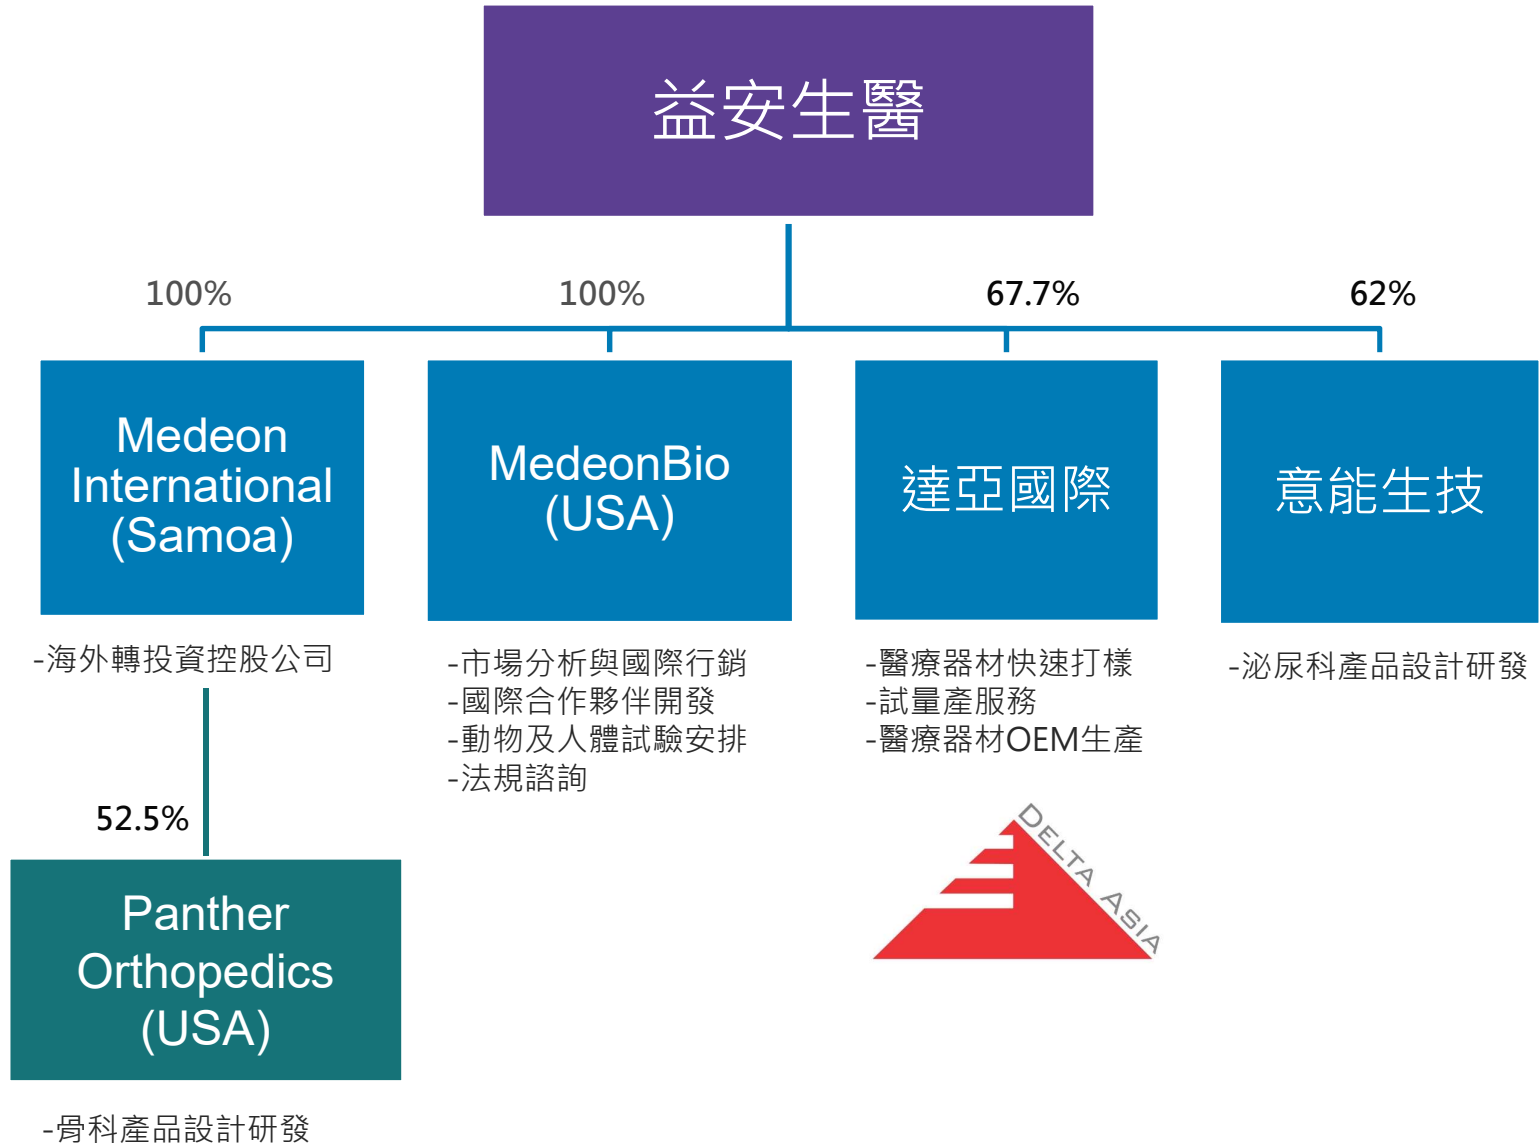 益安生醫
100%
100%
67.7%
62%
Medeon
International
(Samoa)
MedeonBio
(USA)
達亞國際
意能生技
-海外轉投資控股公司
-市場分析與國際行銷
-國際合作夥伴開發
-動物及人體試驗安排
-法規諮詢
-醫療器材快速打樣
-試量產服務
-醫療器材OEM生產
-泌尿科產品設計研發
52.5%
DELTA ASIA
Panther
Orthopedics
(USA)
-骨科產品設計研發